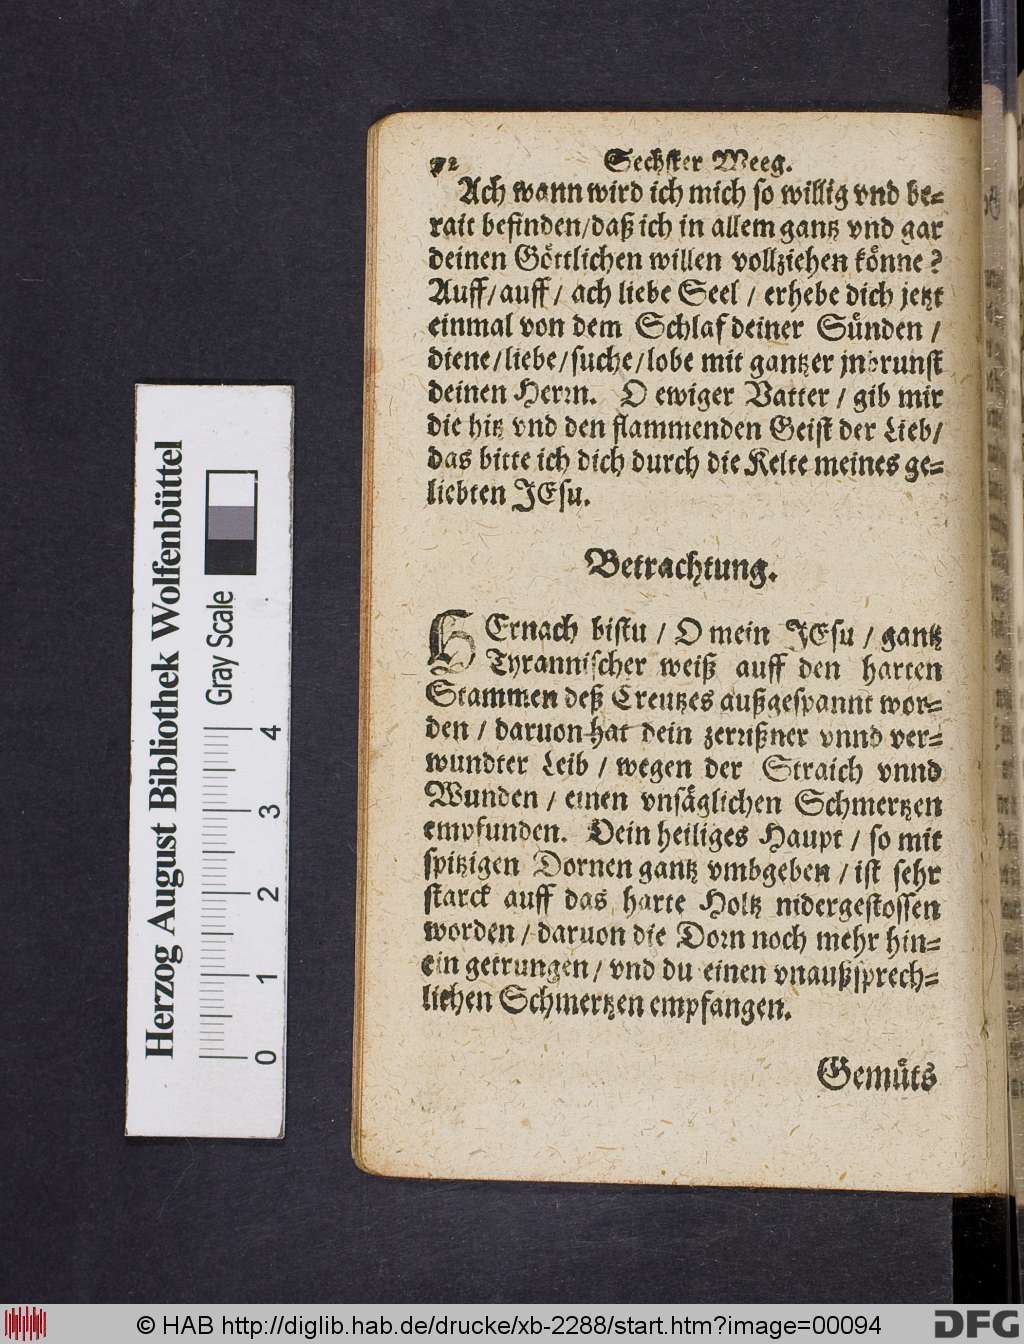 72 Sechster Weeg.
Ach wann wird ich mich so willig vnd be-
rait befinden/daß ich in allem gantz vnd gar
deinen Göttlichen willen vollziehen könne?
Auff/auff/ ach liebe Seel / erhebe dich jetzt
einmal von dem Schlaf deiner Sünden /
diene/liebe/suche/lobe mit gantzer jnbrunst
deinen Herrn. O ewiger Vatter / gib mir
die hitz vnd den flammenden Geist der Lieb/
das bitte ich dich durch die Kelte meines ge-
liebten JEsu.
Betrachtung.
HErnach bistu / O mein JEsu / gantz
Tyrannischer weiß auff den harten
Stammen deß Creutzes außgespannt wor-
den / daruon hat dein zerrißner vnnd ver-
wundter Leib / wegen der Straich vnnd
Wunden / einen vnsäglichen Schmertzen
empfunden. Dein heiliges Haupt / so mit
spitzigen Dornen gantz vmbgeben / ist sehr
starck auff das harte Holtz nidergestossen
worden / daruon die Dorn noch mehr hin-
ein getrungen / vnd du einen vnaußsprech-
lichen Schmertzen empfangen.
Gemüts
Herzog August Bibliothek Wolfenbüttel
Gray Scale
0 1 2 3 4
© HAB http://diglib.hab.de/drucke/xb-2288/start.htm?image=00094
DFG